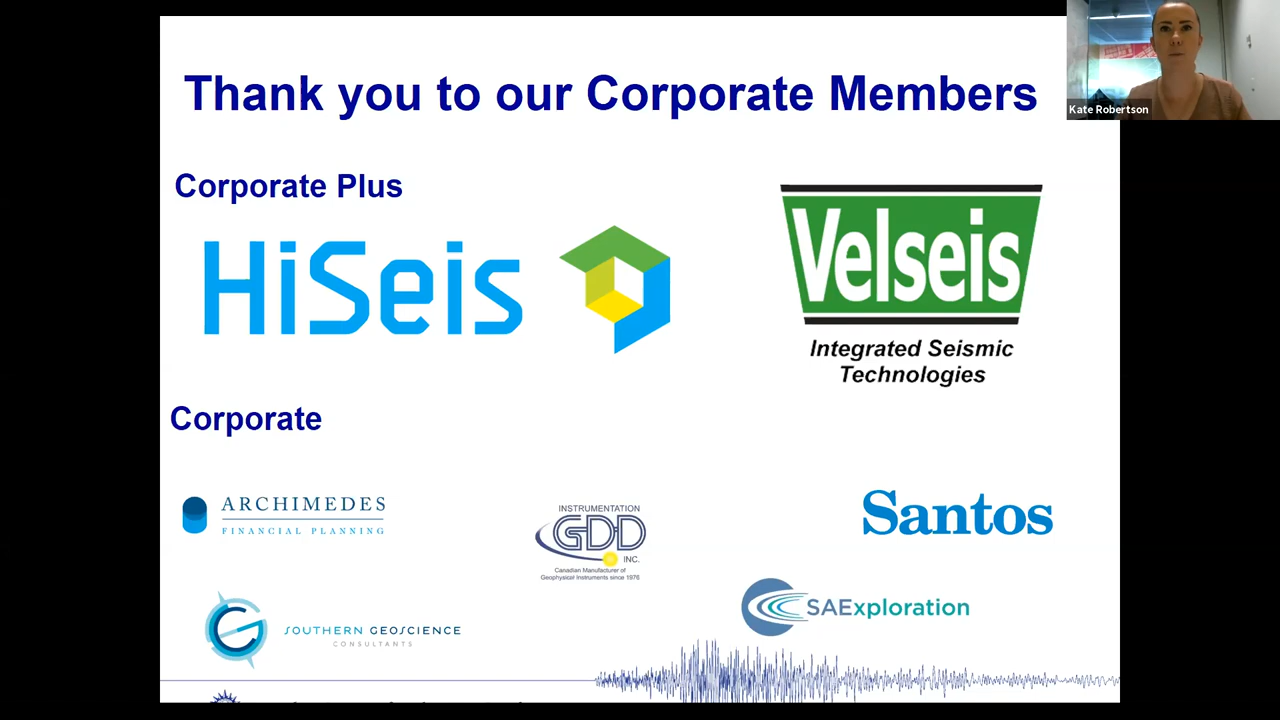 Thank you to our Corporate Members
Kate Robertson
Corporate Plus
HiSeis
Velseis
Integrated Seismic
Technologies
Corporate
ARCHIMEDES
FINANCIAL PLANNING
INSTRUMENTATION
GDD
INC.
Canadian Manufacturer of
Geophysical Instruments since 1976
Santos
SOUTHERN GEOSCIENCE
CONSULTANTS
SAExploration